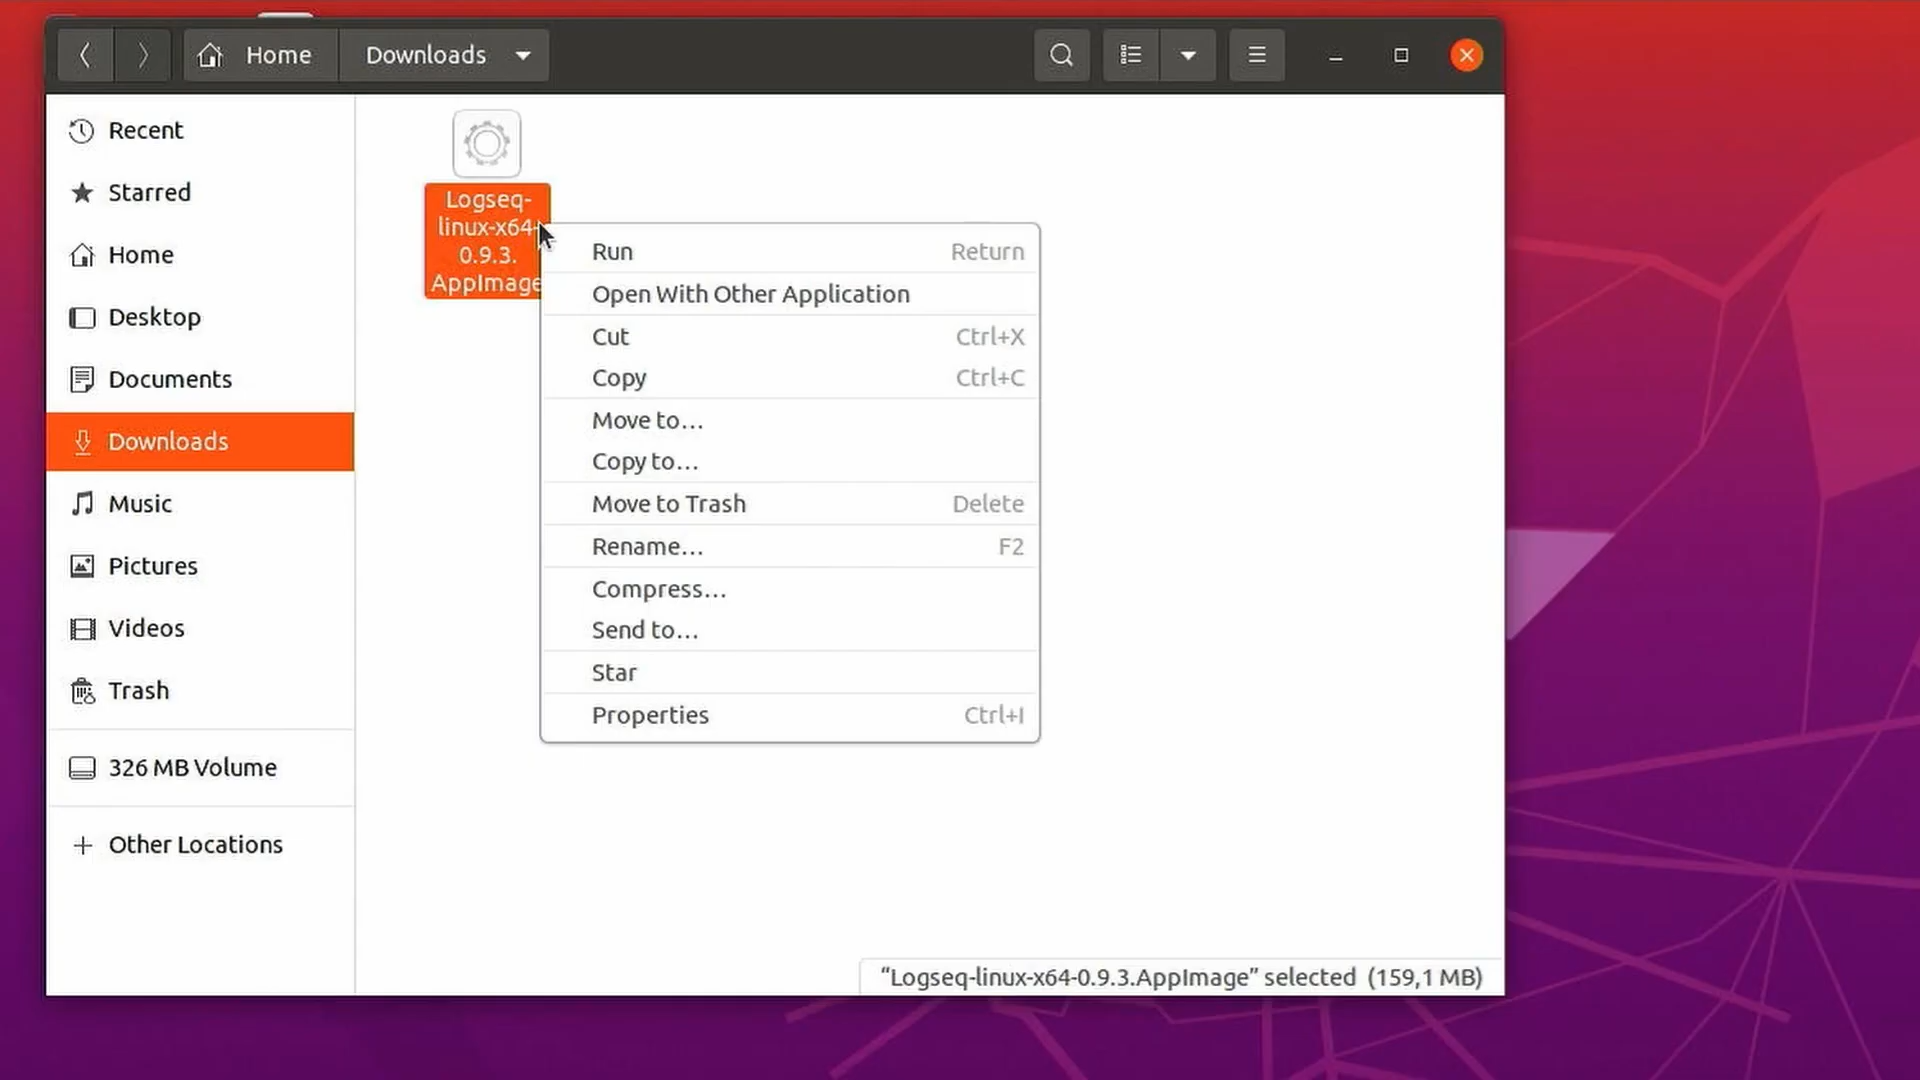 Home
Downloads
Recent
Starred
Home
Desktop
Documents
Downloads
Music
Pictures
Videos
Trash
326 MB Volume
Other Locations
Logseq-
linux-x64-
0.9.3.
AppImage
Run Return
Open With Other Application
Cut Ctrl+X
Copy Ctrl+C
Move to…
Copy to…
Move to Trash Delete
Rename… F2
Compress…
Send to…
Star
Properties Ctrl+I
“Logseq-linux-x64-0.9.3.AppImage” selected (159,1 MB)